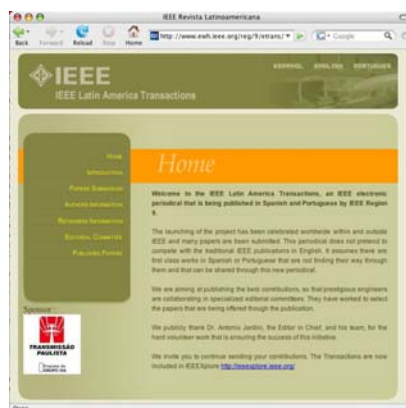 IEEE Revista Latinoamericana
Back Forward Reload Stop Home http://www.ewh.ieee.org/reg/9/etrans/ Google
ESPAÑOL ENGLISH PORTUGUES
IEEE
IEEE Latin America
Transactions
Home
Introduction
Papers Submission
Authors Information
Reviewers Information
Editorial Committee
Published Papers
Home
Welcome to the IEEE Latin America Transactions, an IEEE electronic
periodical that is being published in Spanish and Portuguese by IEEE Region
9.
The launching of the project has been celebrated worldwide within and outside
IEEE and many papers are been submitted. This periodical does not pretend to
compete with the traditional IEEE publications in English. It assumes there are
first class works in Spanish or Portuguese that are not finding their way through
them and that can be shared through this new periodical.
We are aiming at publishing the best contributions, so that prestigious engineers
are collaborating in specialized editorial committees. They have worked to select
the papers that are being offered through the publication.
We publicly thank Dr. Antonio Jardini, the Editor in Chief, and his team, for the
hard volunteer work that is ensuring the success of this initiative.
We invite you to continue sending your contributions. The Transactions are now
included in IEEEXplore http://ieeexplore.ieee.org/
Sponsor
TRANSMISSÃO
PAULISTA